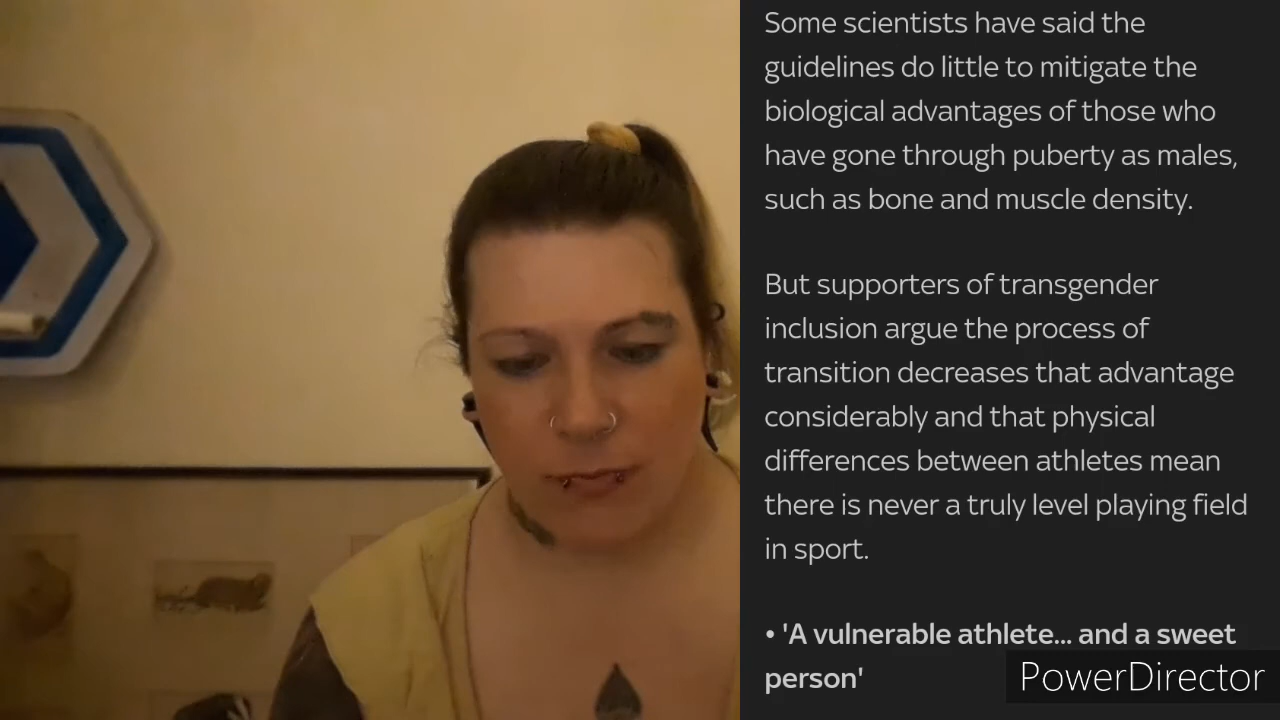 Some scientists have said the
guidelines do little to mitigate the
biological advantages of those who
have gone through puberty as males,
such as bone and muscle density.
But supporters of transgender
inclusion argue the process of
transition decreases that advantage
considerably and that physical
differences between athletes mean
there is never a truly level playing field
in sport.
• 'A vulnerable athlete... and a sweet
person'
PowerDirector